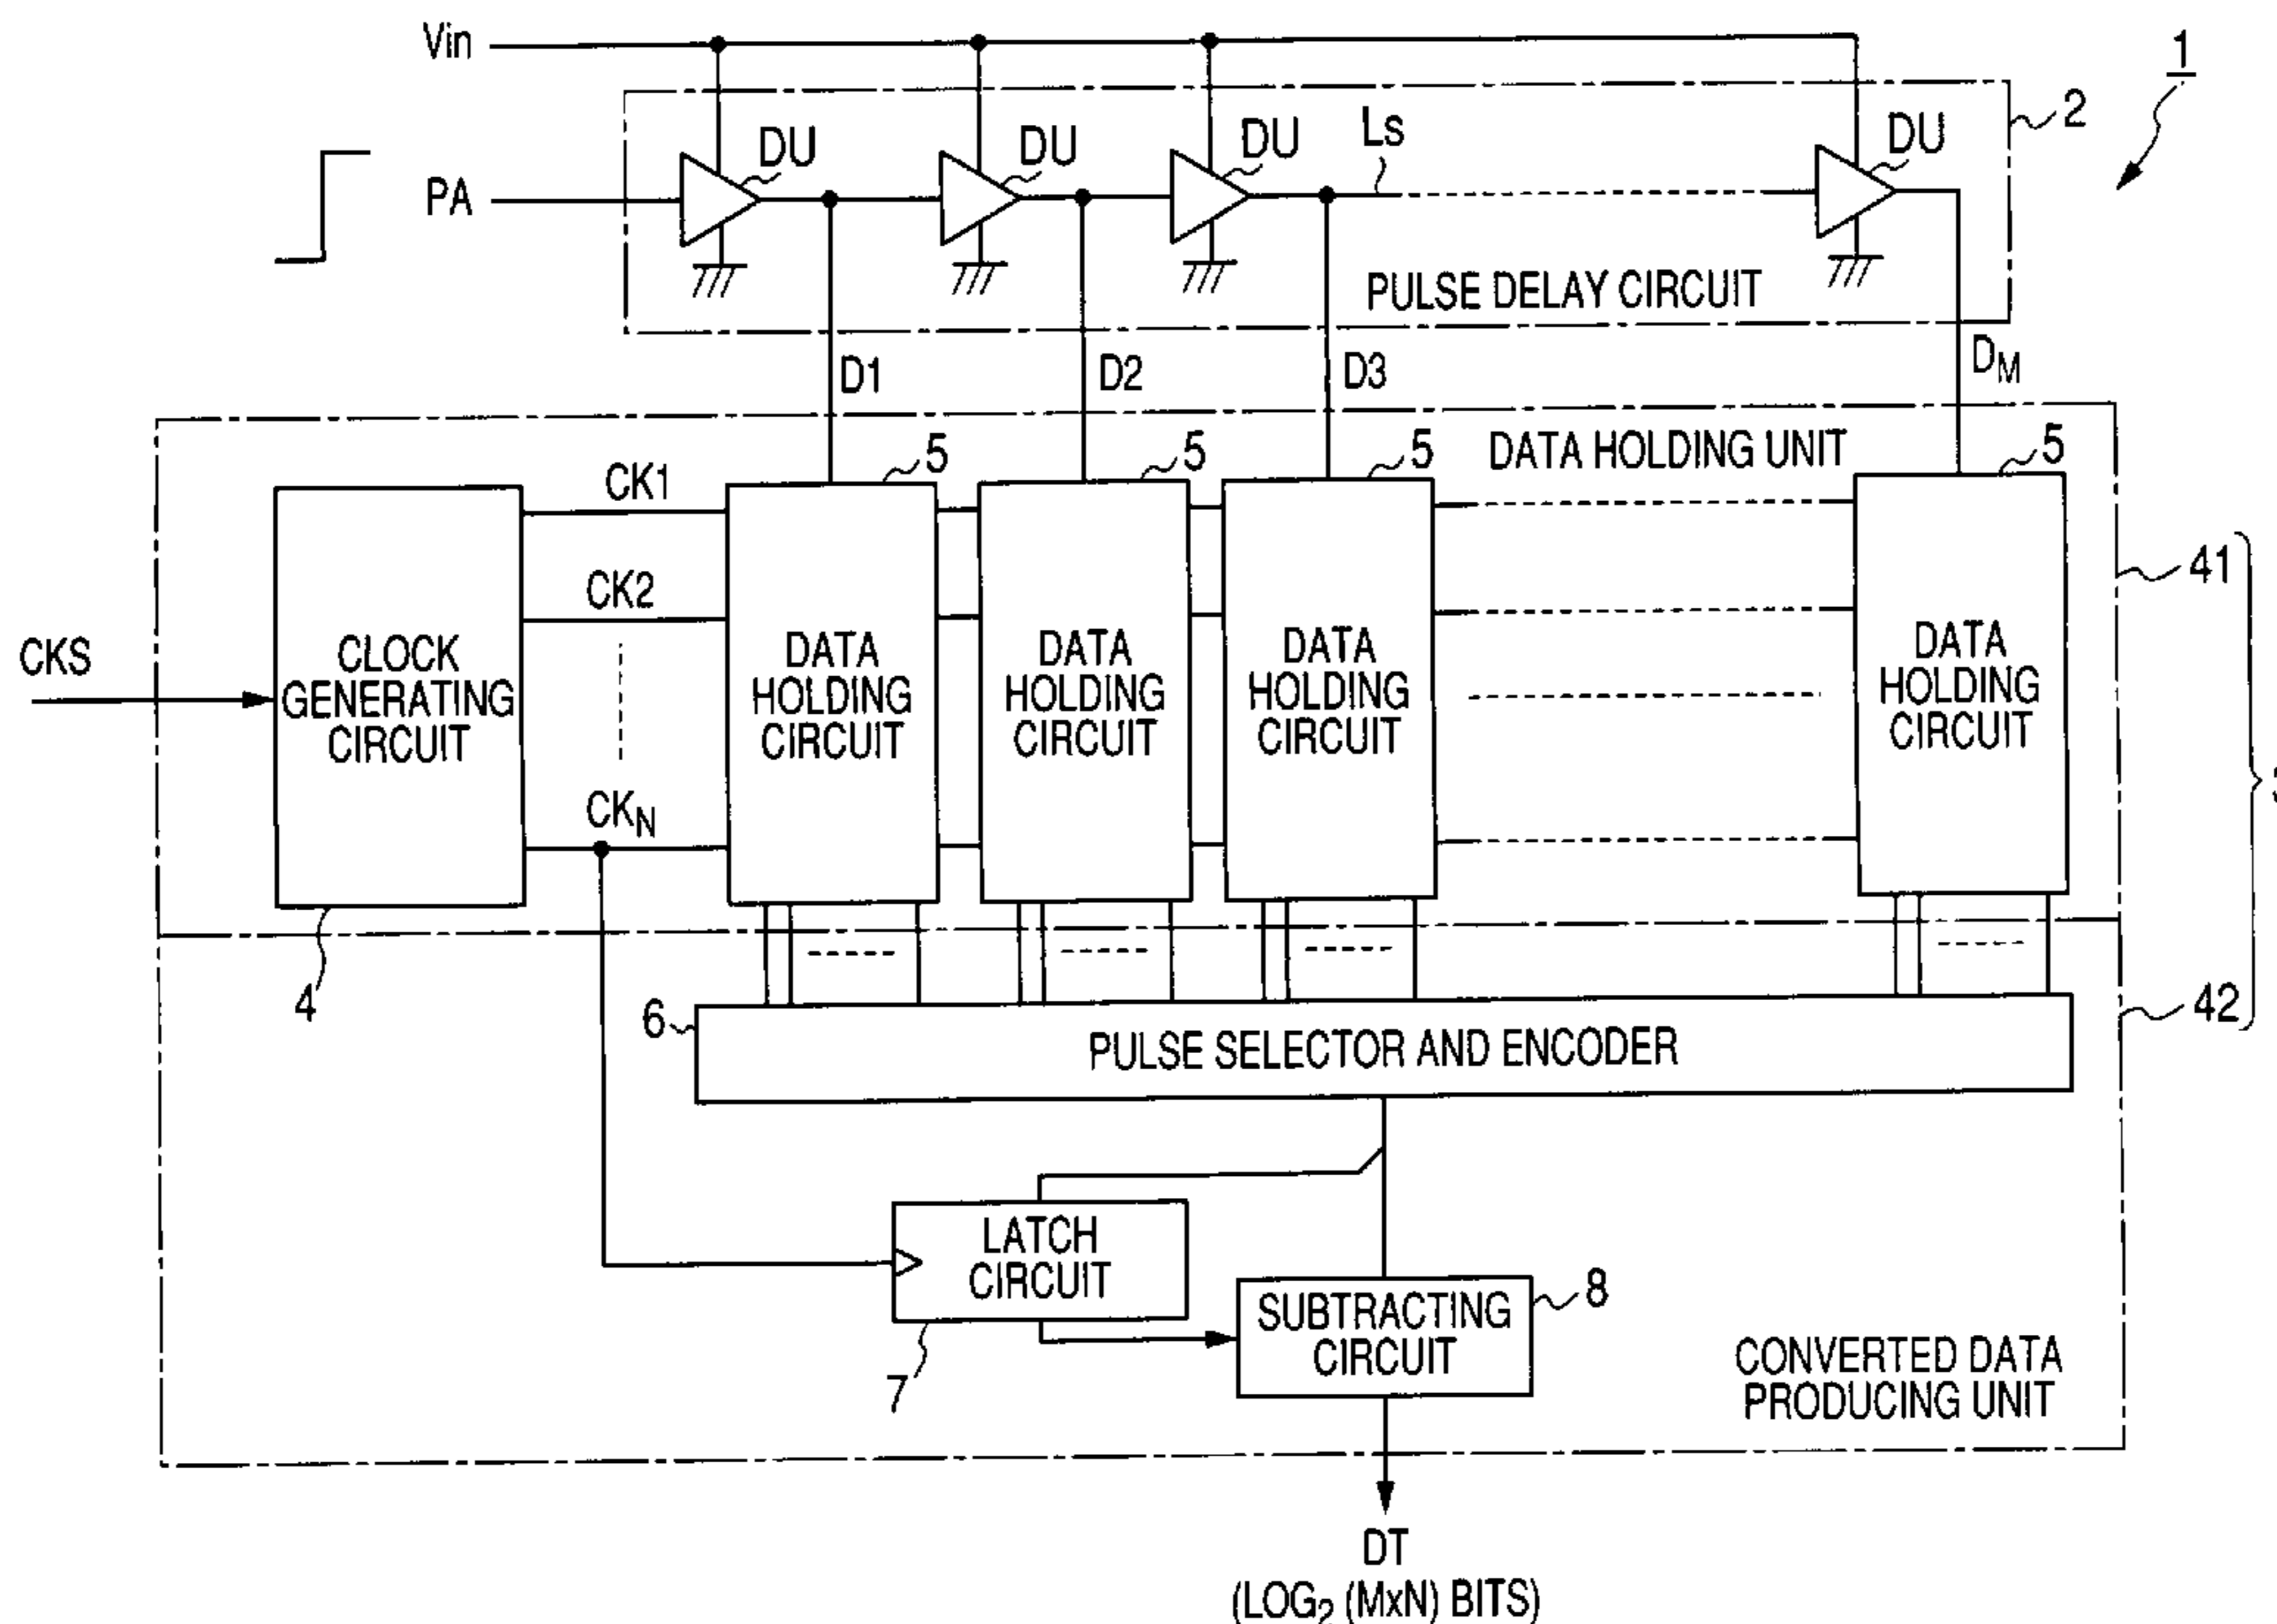 Vin
1
2
DU
DU
DU
Ls
DU
PA
PULSE DELAY CIRCUIT
D1
D2
D3
DM
DATA HOLDING UNIT
5
5
5
5
CK1
CK2
CKN
41
CKS
CLOCK
GENERATING
CIRCUIT
DATA
HOLDING
CIRCUIT
DATA
HOLDING
CIRCUIT
DATA
HOLDING
CIRCUIT
DATA
HOLDING
CIRCUIT
4
6
PULSE SELECTOR AND ENCODER
42
LATCH
CIRCUIT
7
SUBTRACTING
CIRCUIT
8
CONVERTED DATA
PRODUCING UNIT
DT
(LOG2 (MxN) BITS)